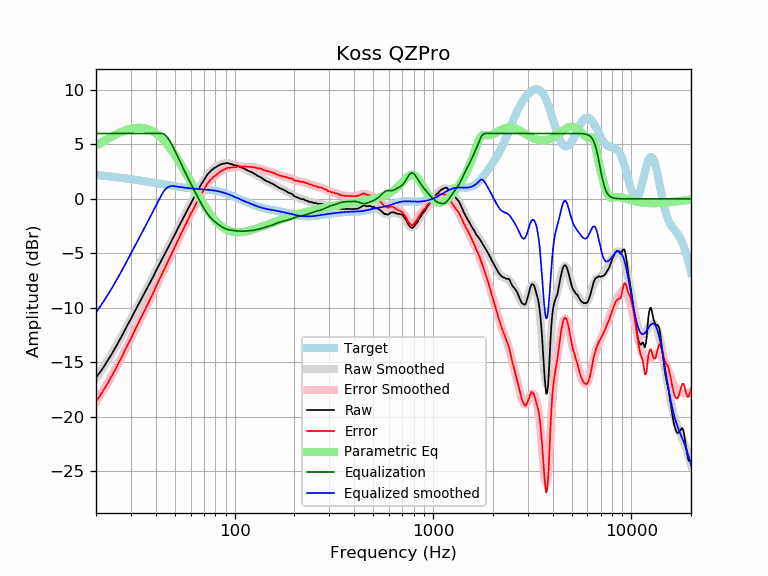 Koss QZPro
Amplitude (dBr)
10
5
0
−5
−10
−15
−20
−25
Target
Raw Smoothed
Error Smoothed
Raw
Error
Parametric Eq
Equalization
Equalized smoothed
100
1000
10000
Frequency (Hz)